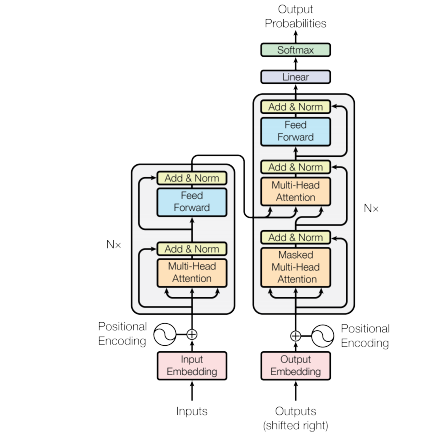 Output
Probabilities
Softmax
Linear
Add & Norm
Feed
Forward
Add & Norm
Multi-Head
Attention
Add & Norm
Masked
Multi-Head
Attention
N×
Add & Norm
Feed
Forward
N×
Add & Norm
Multi-Head
Attention
Positional
Encoding
Positional
Encoding
Input
Embedding
Output
Embedding
Inputs
Outputs
(shifted right)